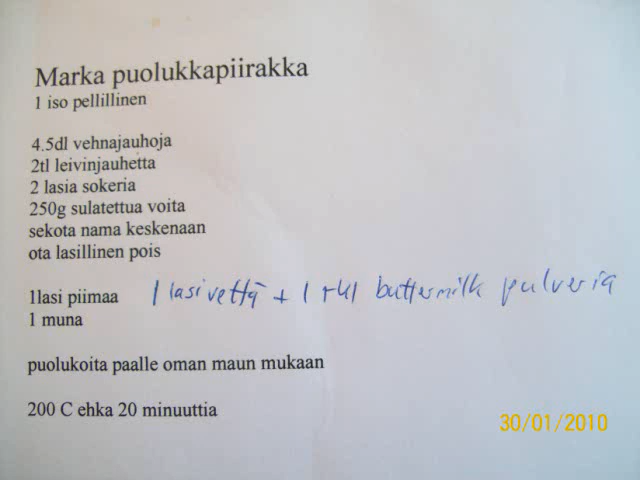 Marka puolukkapiirakka
1 iso pellillinen
4.5dl vehnajauhoja
2tl leivinjauhetta
2 lasia sokeria
250g sulatettua voita
sekota nama keskenaan
ota lasillinen pois
1lasi piimaa 1 lasi vettä + 1 rkl buttermilk pulveria
1 muna
puolukoita paalle oman maun mukaan
200 C ehka 20 minuuttia
30/01/2010